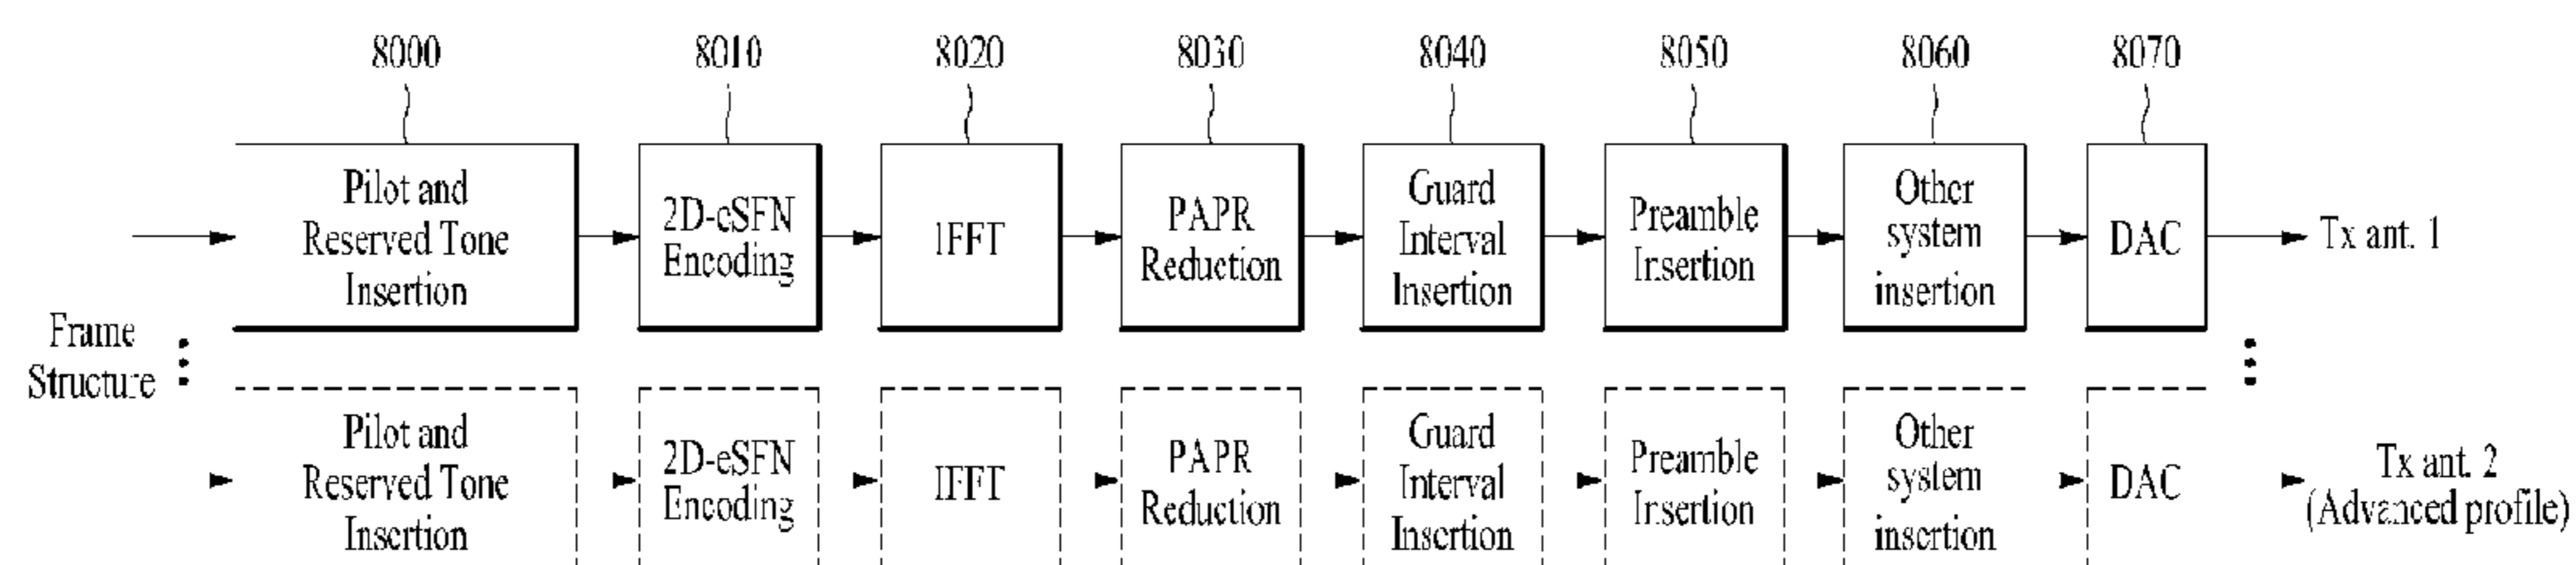 8000
8010
8020
8030
8040
8050
8060
8070
Pilot and
Reserved Tone
Insertion
2D-eSFN
Encoding
IFFT
PAPR
Reduction
Guard
Interval
Insertion
Preamble
Insertion
Other
system
insertion
DAC
Tx ant. 1
Frame
Structure
Pilot and
Reserved Tone
Insertion
2D-eSFN
Encoding
IFFT
PAPR
Reduction
Guard
Interval
Insertion
Preamble
Insertion
Other
system
insertion
DAC
Tx ant. 2
(Advanced profile)